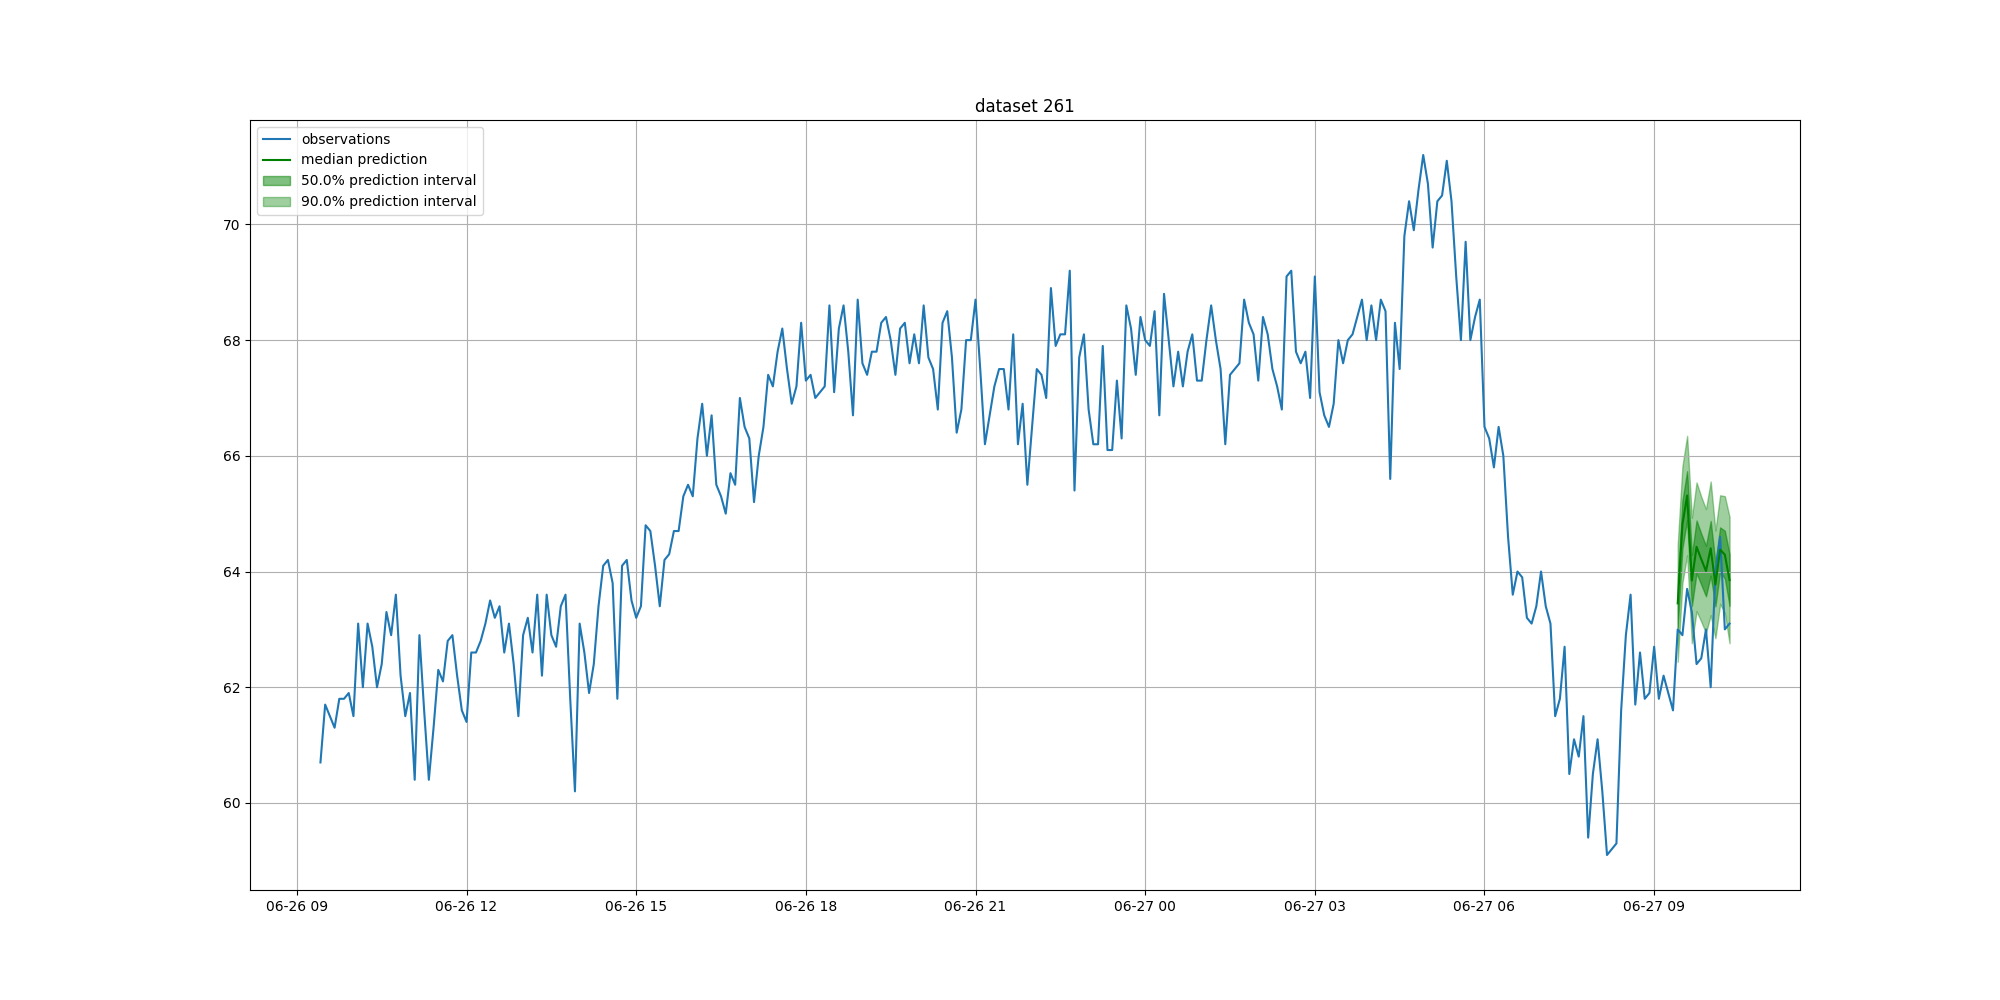 dataset 261
observations
median prediction
50.0% prediction interval
90.0% prediction interval
70
68
66
64
62
60
06-26 09 06-26 12 06-26 15 06-26 18 06-26 21 06-27 00 06-27 03 06-27 06 06-27 09